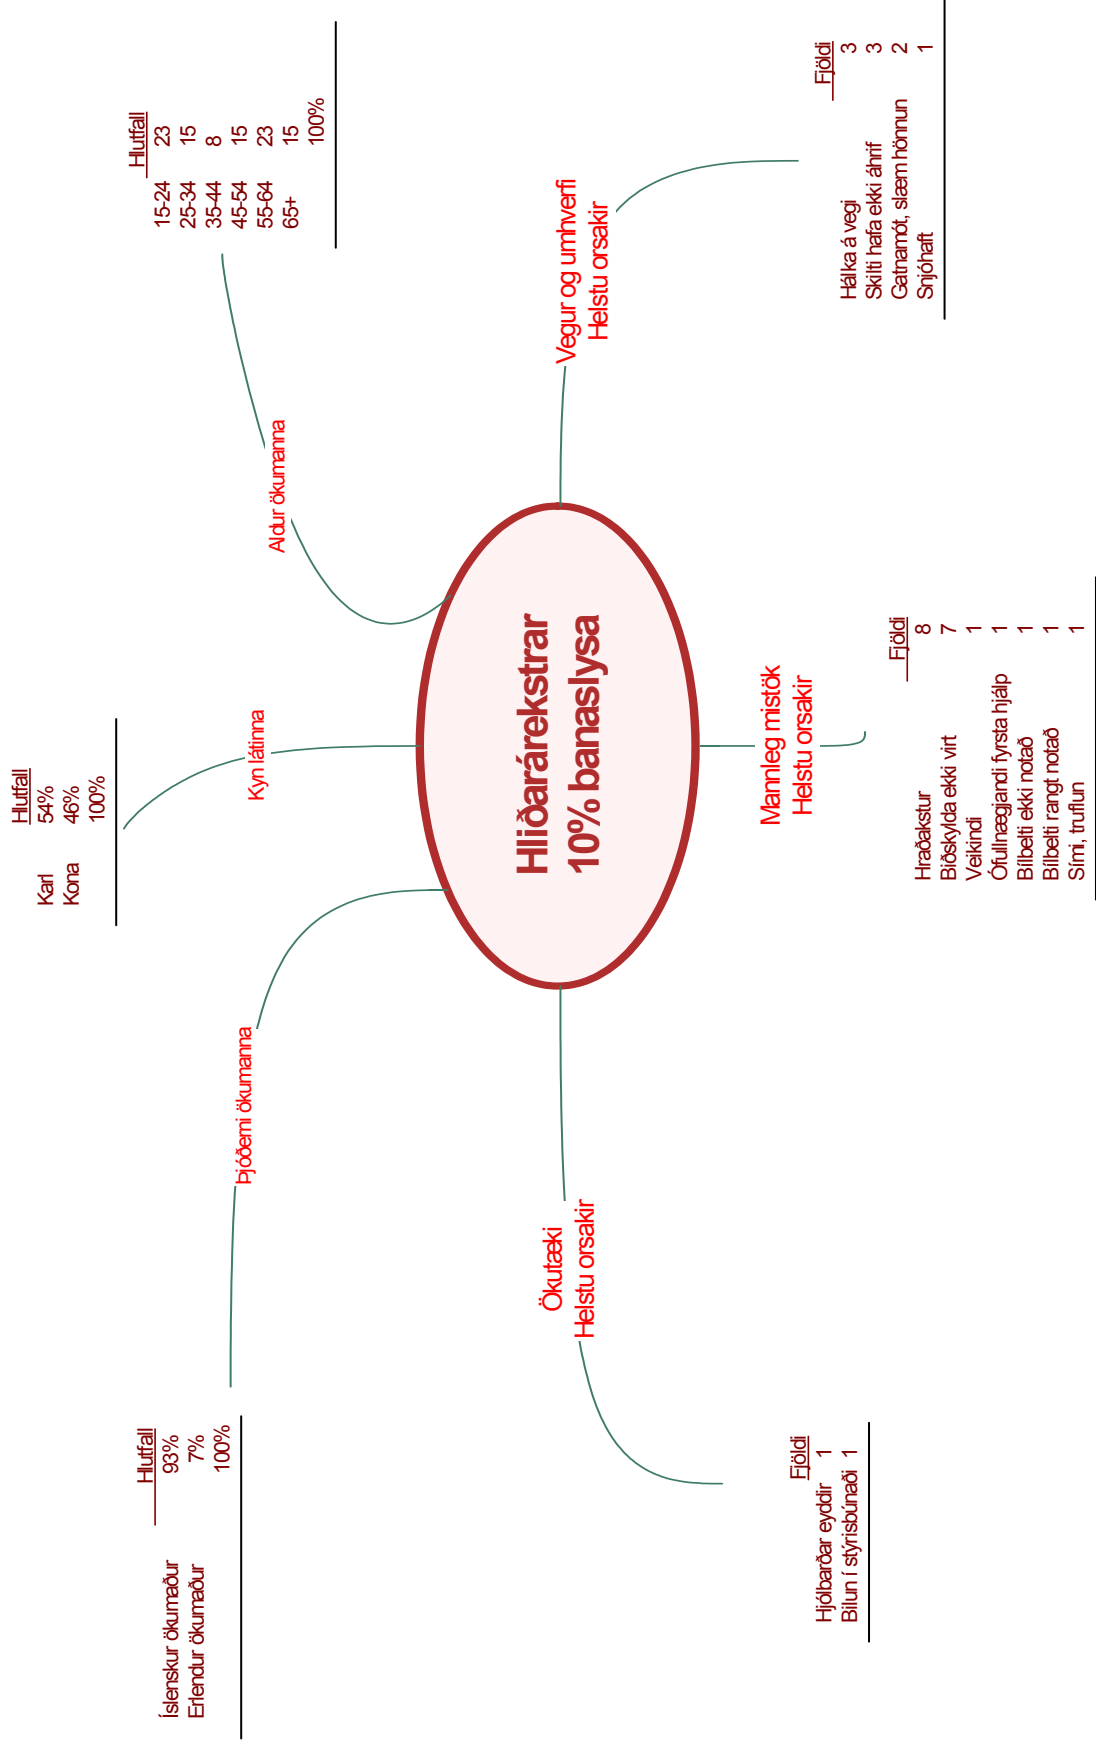 Hliðarárekstrar
10% banaslysa
Þjóðerni ökumanna
Hlutfall
Íslenskur ökumaður 93%
Erlendur ökumaður 7%
100%
Kyn látinna
Hlutfall
Karl 54%
Kona 46%
100%
Aldur ökumanna
Hlutfall
15-24 23
25-34 15
35-44 8
45-54 15
55-64 23
65+ 15
100%
Ökutæki
Helstu orsakir
Fjöldi
Hjólbarðar eyddir 1
Bilun í stýrisbúnaði 1
Mannleg mistök
Helstu orsakir
Fjöldi
Hraðakstur 8
Biðskylda ekki virt 7
Veikindi 1
Ófullnægjandi fyrsta hjálp 1
Bílbelti ekki notað 1
Bílbelti rangt notað 1
Sími, truflun 1
Vegur og umhverfi
Helstu orsakir
Fjöldi
Hálka á vegi 3
Skilti hafa ekki áhrif 3
Gatnamót, slæm hönnun 2
Snjóhaft 1